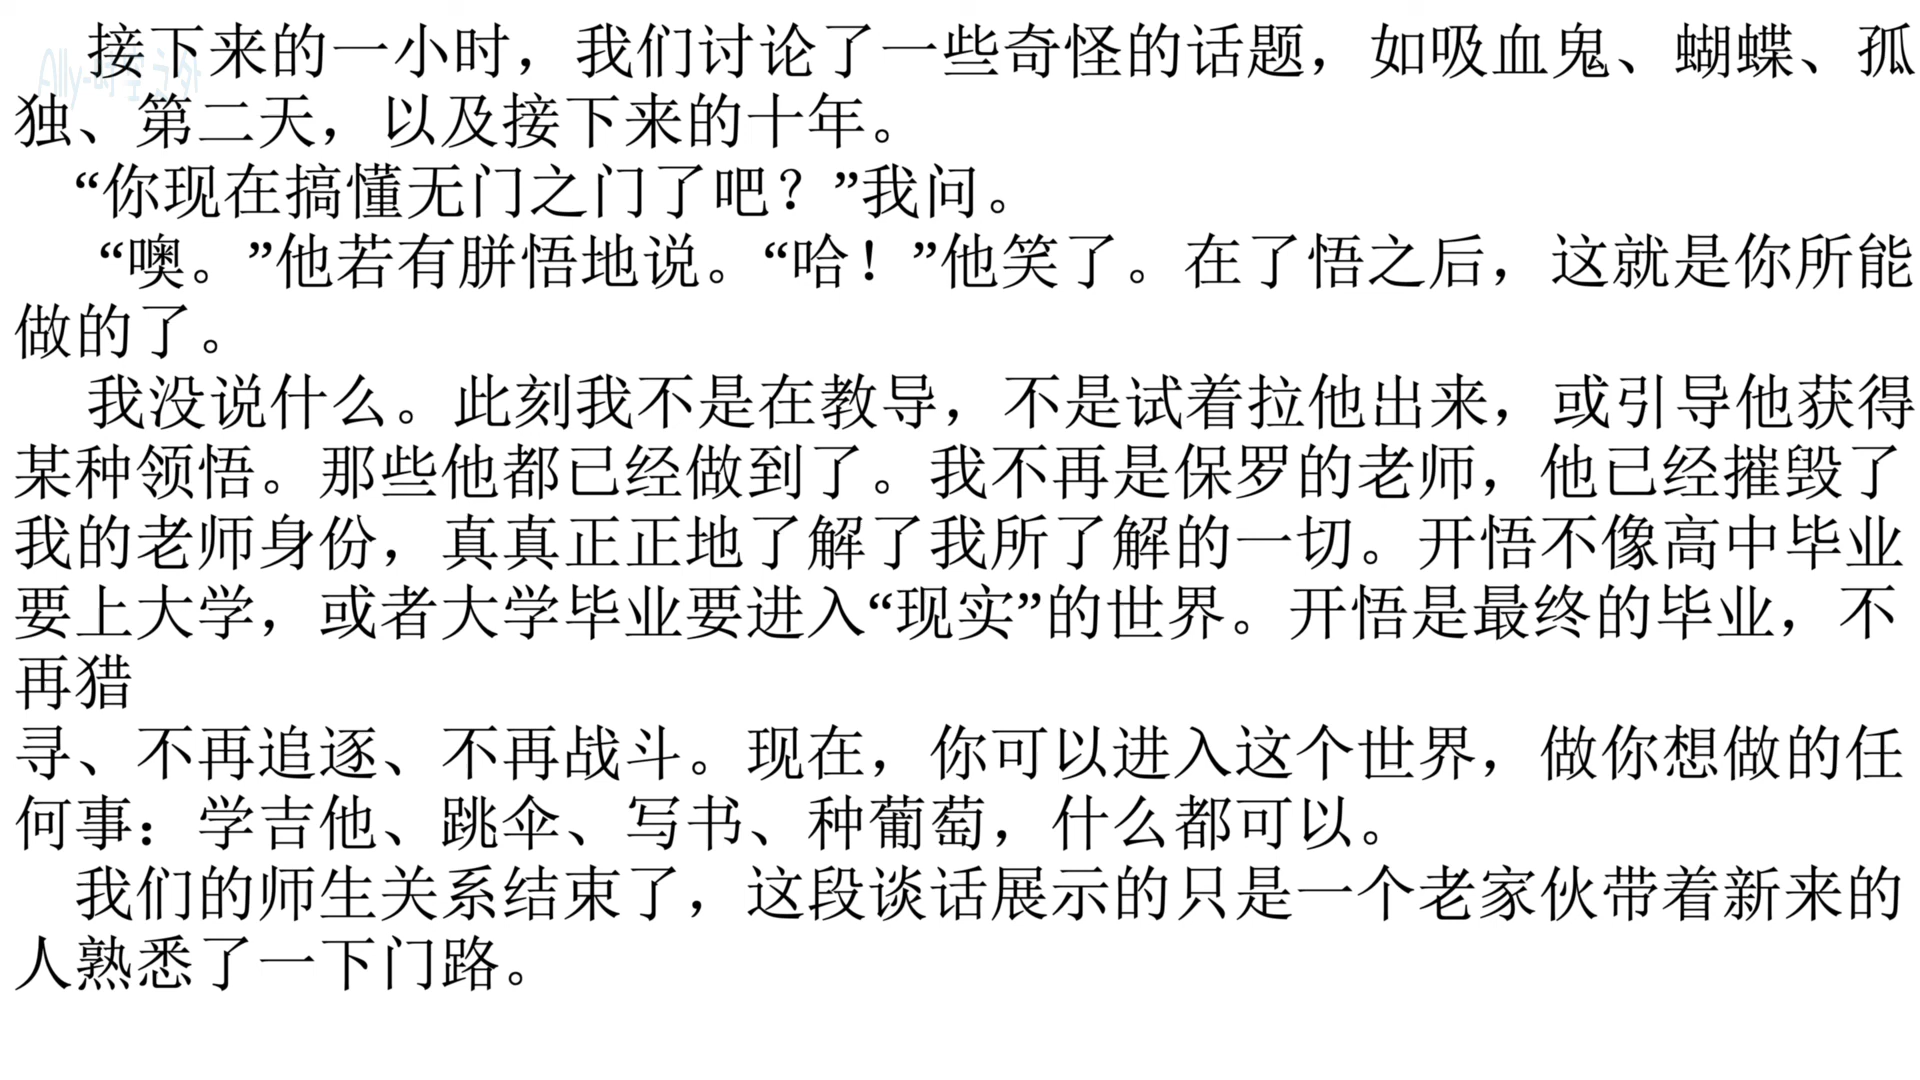 接下来的一小时，我们讨论了一些奇怪的话题，如吸血鬼、蝴蝶、孤
独、第二天，以及接下来的十年。
“你现在搞懂无门之门了吧？”我问。
“噢。”他若有胼悟地说。“哈！”他笑了。在了悟之后，这就是你所能
做的了。
我没说什么。此刻我不是在教导，不是试着拉他出来，或引导他获得
某种领悟。那些他都已经做到了。我不再是保罗的老师，他已经摧毁了
我的老师身份，真真正正地了解了我所了解的一切。开悟不像高中毕业
要上大学，或者大学毕业要进入“现实”的世界。开悟是最终的毕业，不
再猎
寻、不再追逐、不再战斗。现在，你可以进入这个世界，做你想做的任
何事：学吉他、跳伞、写书、种葡萄，什么都可以。
我们的师生关系结束了，这段谈话展示的只是一个老家伙带着新来的
人熟悉了一下门路。
Ally-时空之外